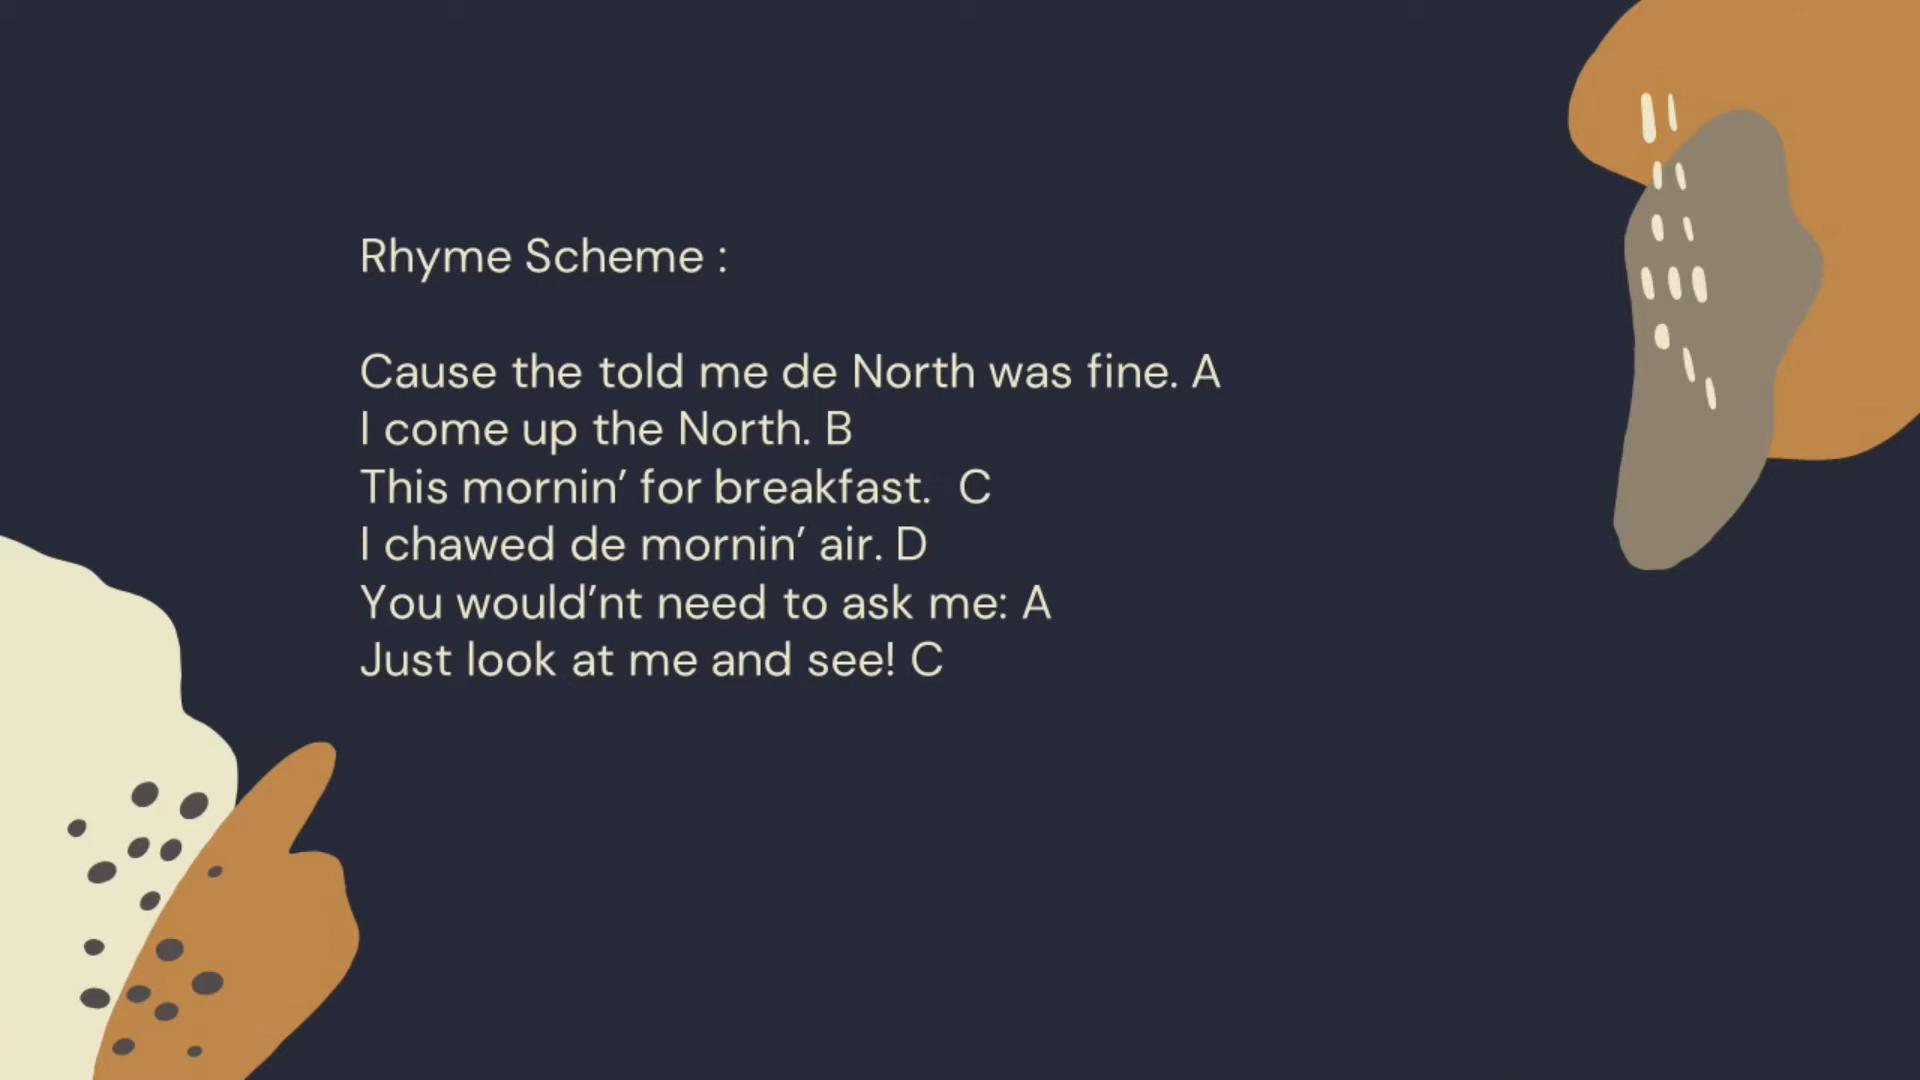 Rhyme Scheme :
Cause the told me de North was fine. A
I come up the North. B
This mornin’ for breakfast.  C
I chawed de mornin’ air. D
You would’nt need to ask me: A
Just look at me and see! C